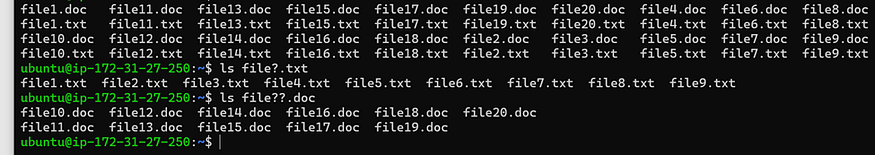 file1.doc file11.doc file13.doc file15.doc file17.doc file19.doc file20.doc file4.doc file6.doc file8.doc
file1.txt file11.txt file13.txt file15.txt file17.txt file19.txt file20.txt file4.txt file6.txt file8.txt
file10.doc file12.doc file14.doc file16.doc file18.doc file2.doc file3.doc file5.doc file7.doc file9.doc
file10.txt file12.txt file14.txt file16.txt file18.txt file2.txt file3.txt file5.txt file7.txt file9.txt
ubuntu@ip-172-31-27-250:~$ ls file?.txt
file1.txt file2.txt file3.txt file4.txt file5.txt file6.txt file7.txt file8.txt file9.txt
ubuntu@ip-172-31-27-250:~$ ls file??.doc
file10.doc file12.doc file14.doc file16.doc file18.doc file20.doc
file11.doc file13.doc file15.doc file17.doc file19.doc
ubuntu@ip-172-31-27-250:~$